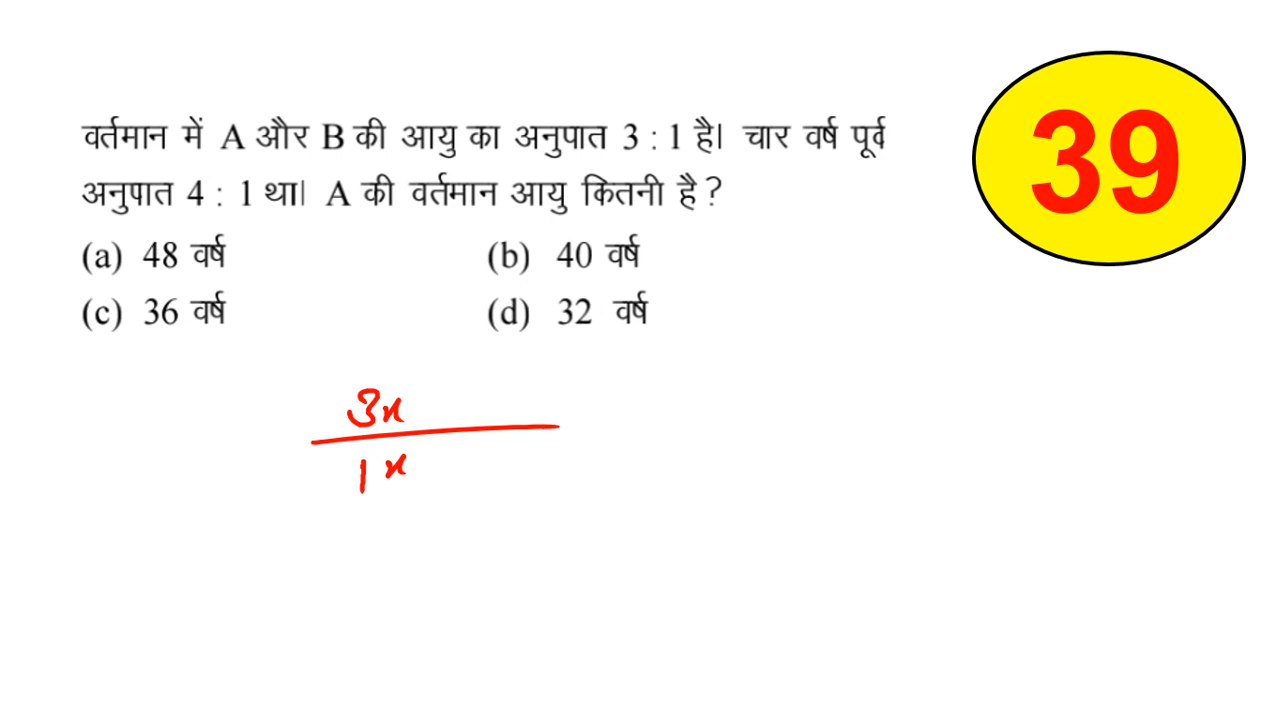 वर्तमान में A और B की आयु का अनुपात 3 : 1 है। चार वर्ष पूर्व
अनुपात 4 : 1 था। A की वर्तमान आयु कितनी है ?
(a) 48 वर्ष (b) 40 वर्ष
(c) 36 वर्ष (d) 32 वर्ष
39
3x
1x